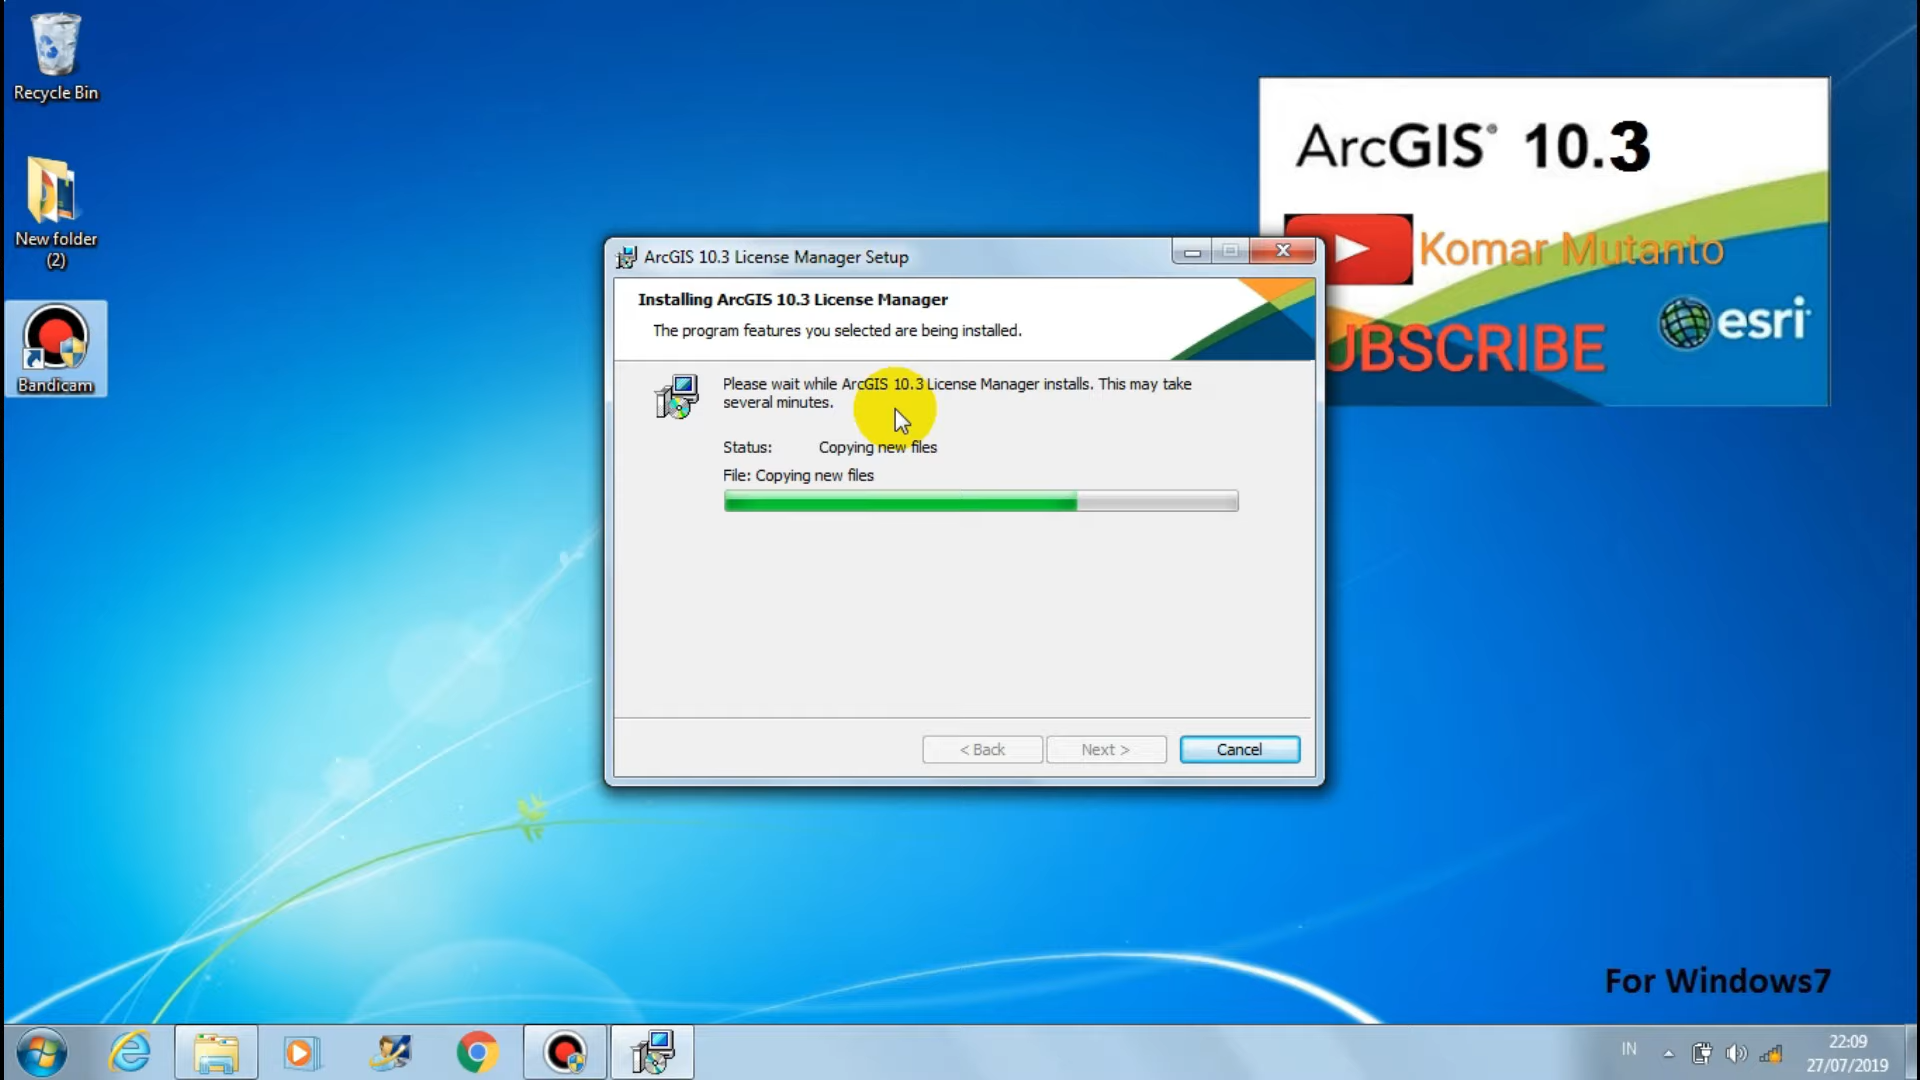 Recycle Bin
New folder
(2)
Bandicam
ArcGIS® 10.3
Komar Mutanto
UBSCRIBE
esri
ArcGIS 10.3 License Manager Setup
Installing ArcGIS 10.3 License Manager
The program features you selected are being installed.
Please wait while ArcGIS 10.3 License Manager installs. This may take
several minutes.
Status: Copying new files
File: Copying new files
< Back Next > Cancel
For Windows7
IN
22:09
27/07/2019